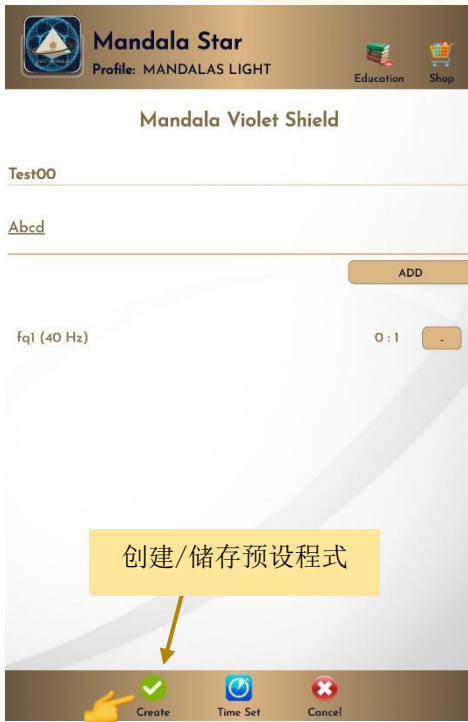 Mandala Star
Profile: MANDALAS LIGHT
Education
Shop
Mandala Violet Shield
Test00
Abcd
ADD
fq1 (40 Hz)
0 : 1
-
创建/储存预设程式
Create
Time Set
Cancel